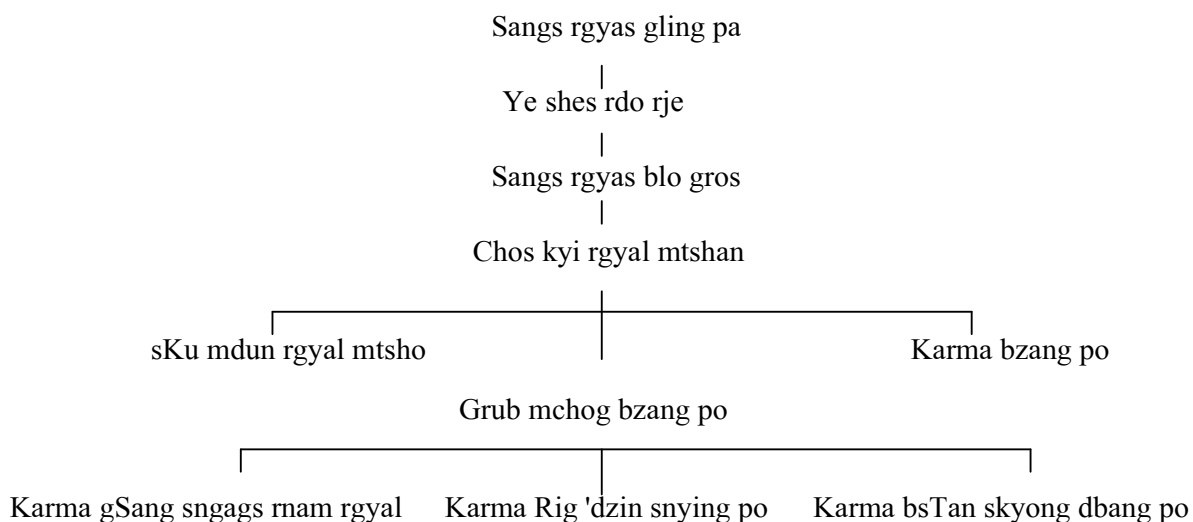 Sangs rgyas gling pa
Ye shes rdo rje
Sangs rgyas blo gros
Chos kyi rgyal mtshan
sKu mdun rgyal mtsho Karma bzang po
Grub mchog bzang po
Karma gSang sngags rnam rgyal Karma Rig 'dzin snying po Karma bsTan skyong dbang po